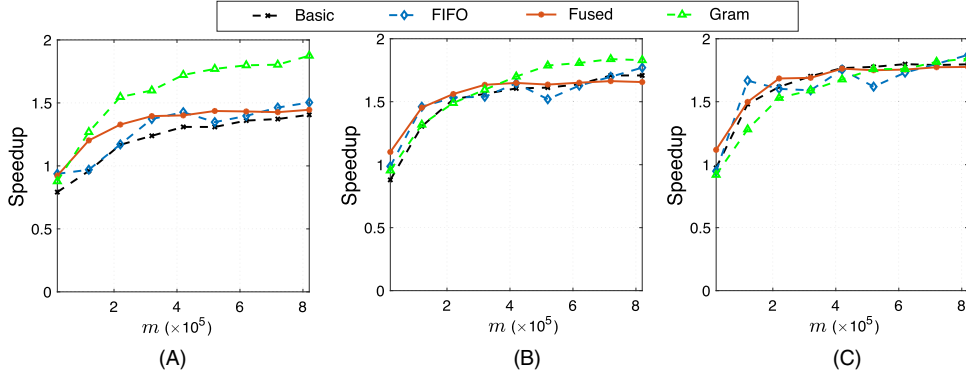 Basic FIFO Fused Gram
2 2 2
1.5 1.5 1.5
1 1 1
0.5 0.5 0.5
0 0 0
Speedup Speedup Speedup
2 4 6 8 2 4 6 8 2 4 6 8
m (×10⁵) m (×10⁵) m (×10⁵)
(A) (B) (C)